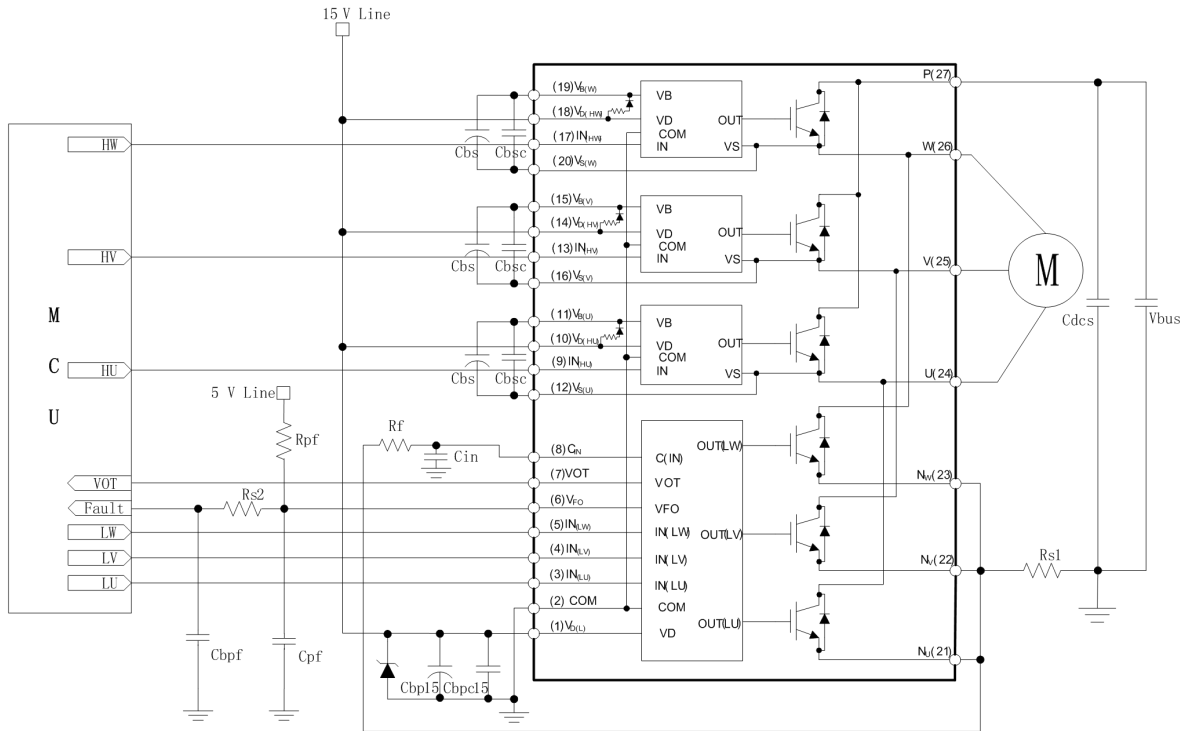 15 V Line
P(27)
(19)VB(W)
VB
(18)VD(HW)
VD
OUT
COM
HW
(17)IN(HW)
IN
VS
Cbs
Cbsc
(20)VS(W)
W(26)
(15)VB(V)
VB
(14)VD(HV)
VD
OUT
COM
HV
(13)IN(HV)
IN
VS
Cbs
Cbsc
(16)VS(V)
V(25)
M
Cdcs
Vbus
(11)VB(U)
VB
(10)VD(HU)
VD
OUT
COM
HU
(9)IN(HU)
IN
VS
Cbs
Cbsc
(12)VS(U)
U(24)
M
C
U
5 V Line
Rpf
Rf
Cin
(8)CIN
C(IN)
OUT(LW)
VOT
(7)VOT
VOT
NW(23)
Fault
Rs2
(6)VFO
VFO
LW
(5)IN(LW)
IN(LW)
OUT(LV)
LV
(4)IN(LV)
IN(LV)
NV(22)
Rs1
LU
(3)IN(LU)
IN(LU)
(2) COM
COM
OUT(LU)
(1)VD(L)
VD
Cbpf
Cpf
Cbp15
Cbpc15
NU(21)